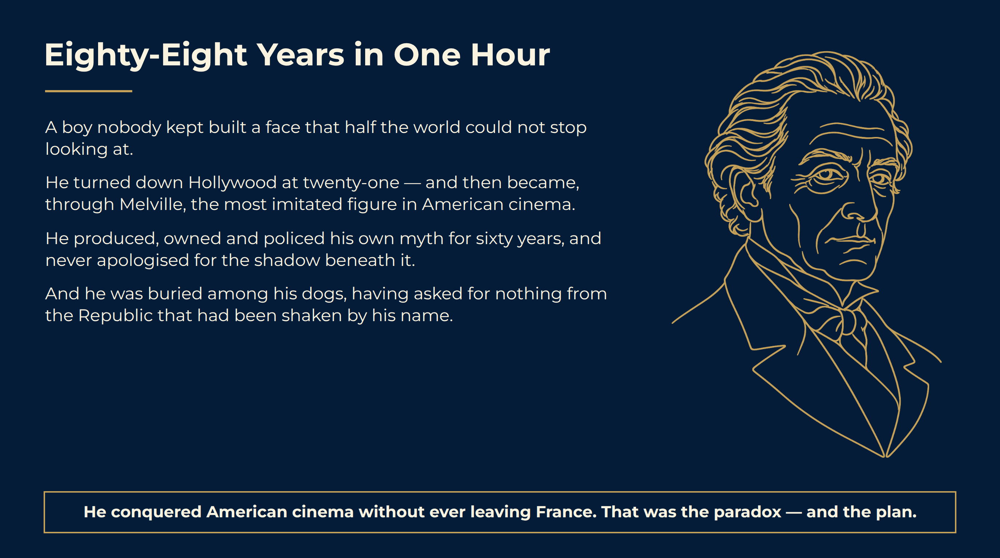 Eighty-Eight Years in One Hour
A boy nobody kept built a face that half the world could not stop
looking at.
He turned down Hollywood at twenty-one — and then became,
through Melville, the most imitated figure in American cinema.
He produced, owned and policed his own myth for sixty years, and
never apologised for the shadow beneath it.
And he was buried among his dogs, having asked for nothing from
the Republic that had been shaken by his name.
He conquered American cinema without ever leaving France. That was the paradox — and the plan.